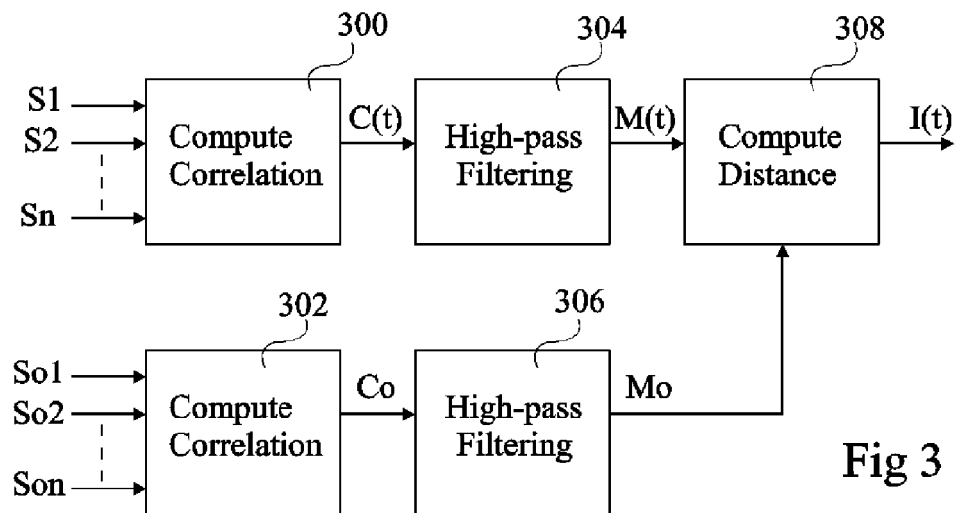 300
304
308
S1
S2
Sn
Compute
Correlation
C(t)
High-pass
Filtering
M(t)
Compute
Distance
I(t)
302
306
So1
So2
Son
Compute
Correlation
Co
High-pass
Filtering
Mo
Fig 3